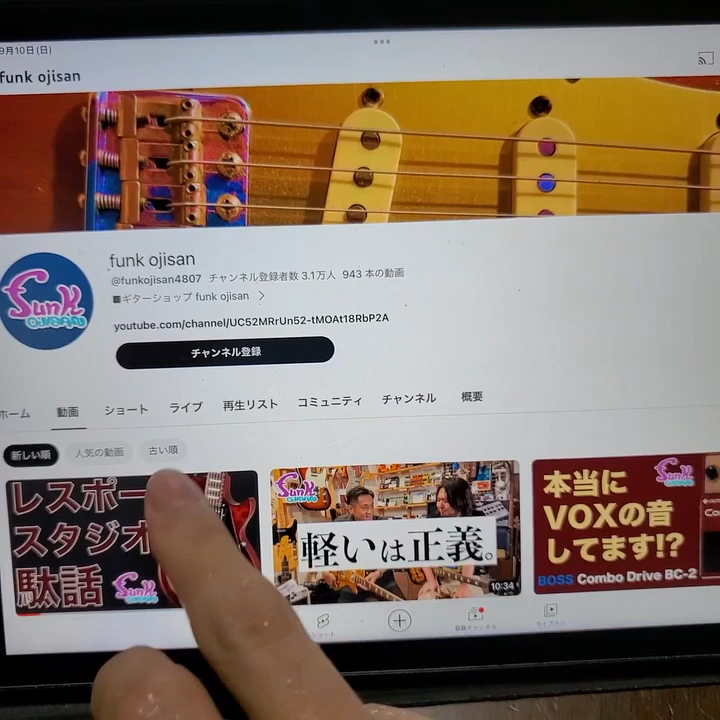 9月10日(日)
funk ojisan
funk ojisan
@funkojisan4807 チャンネル登録者数 3.1万人 943 本の動画
■ギターショップ funk ojisan
youtube.com/channel/UC52MRrUn52-tMOAt18RbP2A
チャンネル登録
Funk
OJISAN
ホーム 動画 ショート ライブ 再生リスト コミュニティ チャンネル 概要
新しい順 人気の動画 古い順
レスポー
スタジオ
駄話
Funk
軽いは正義。
10:34
Funk
本当に
VOXの音
してます!?
BOSS Combo Drive BC-2
Funk
ショート 登録チャンネル ライブラリ